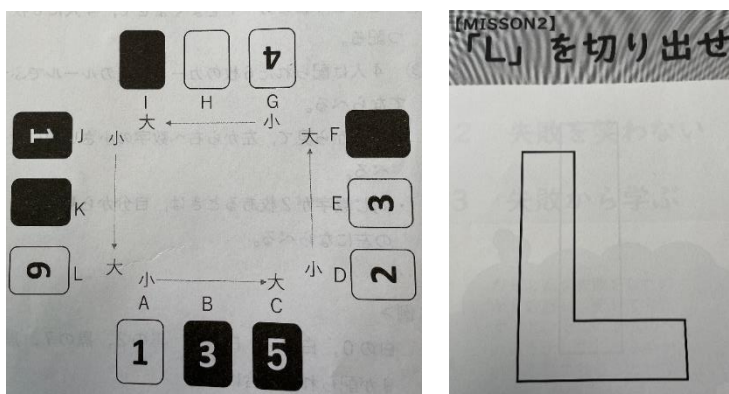 4
I H G
大 小
1 J 小 大 F
K E 3
L 大 小 大 小 D 2
A B C
1 3 5
【MISSON2】
「L」を切り出せ
2 失敗を笑わない
3 失敗から学ぶ